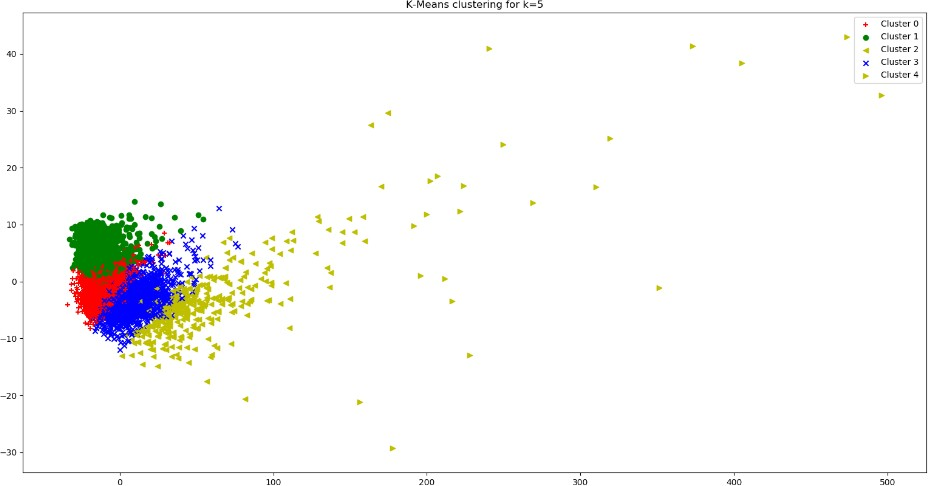 K-Means clustering for k=5
Cluster 0
Cluster 1
Cluster 2
Cluster 3
Cluster 4
40
30
20
10
0
−10
−20
−30
0 100 200 300 400 500